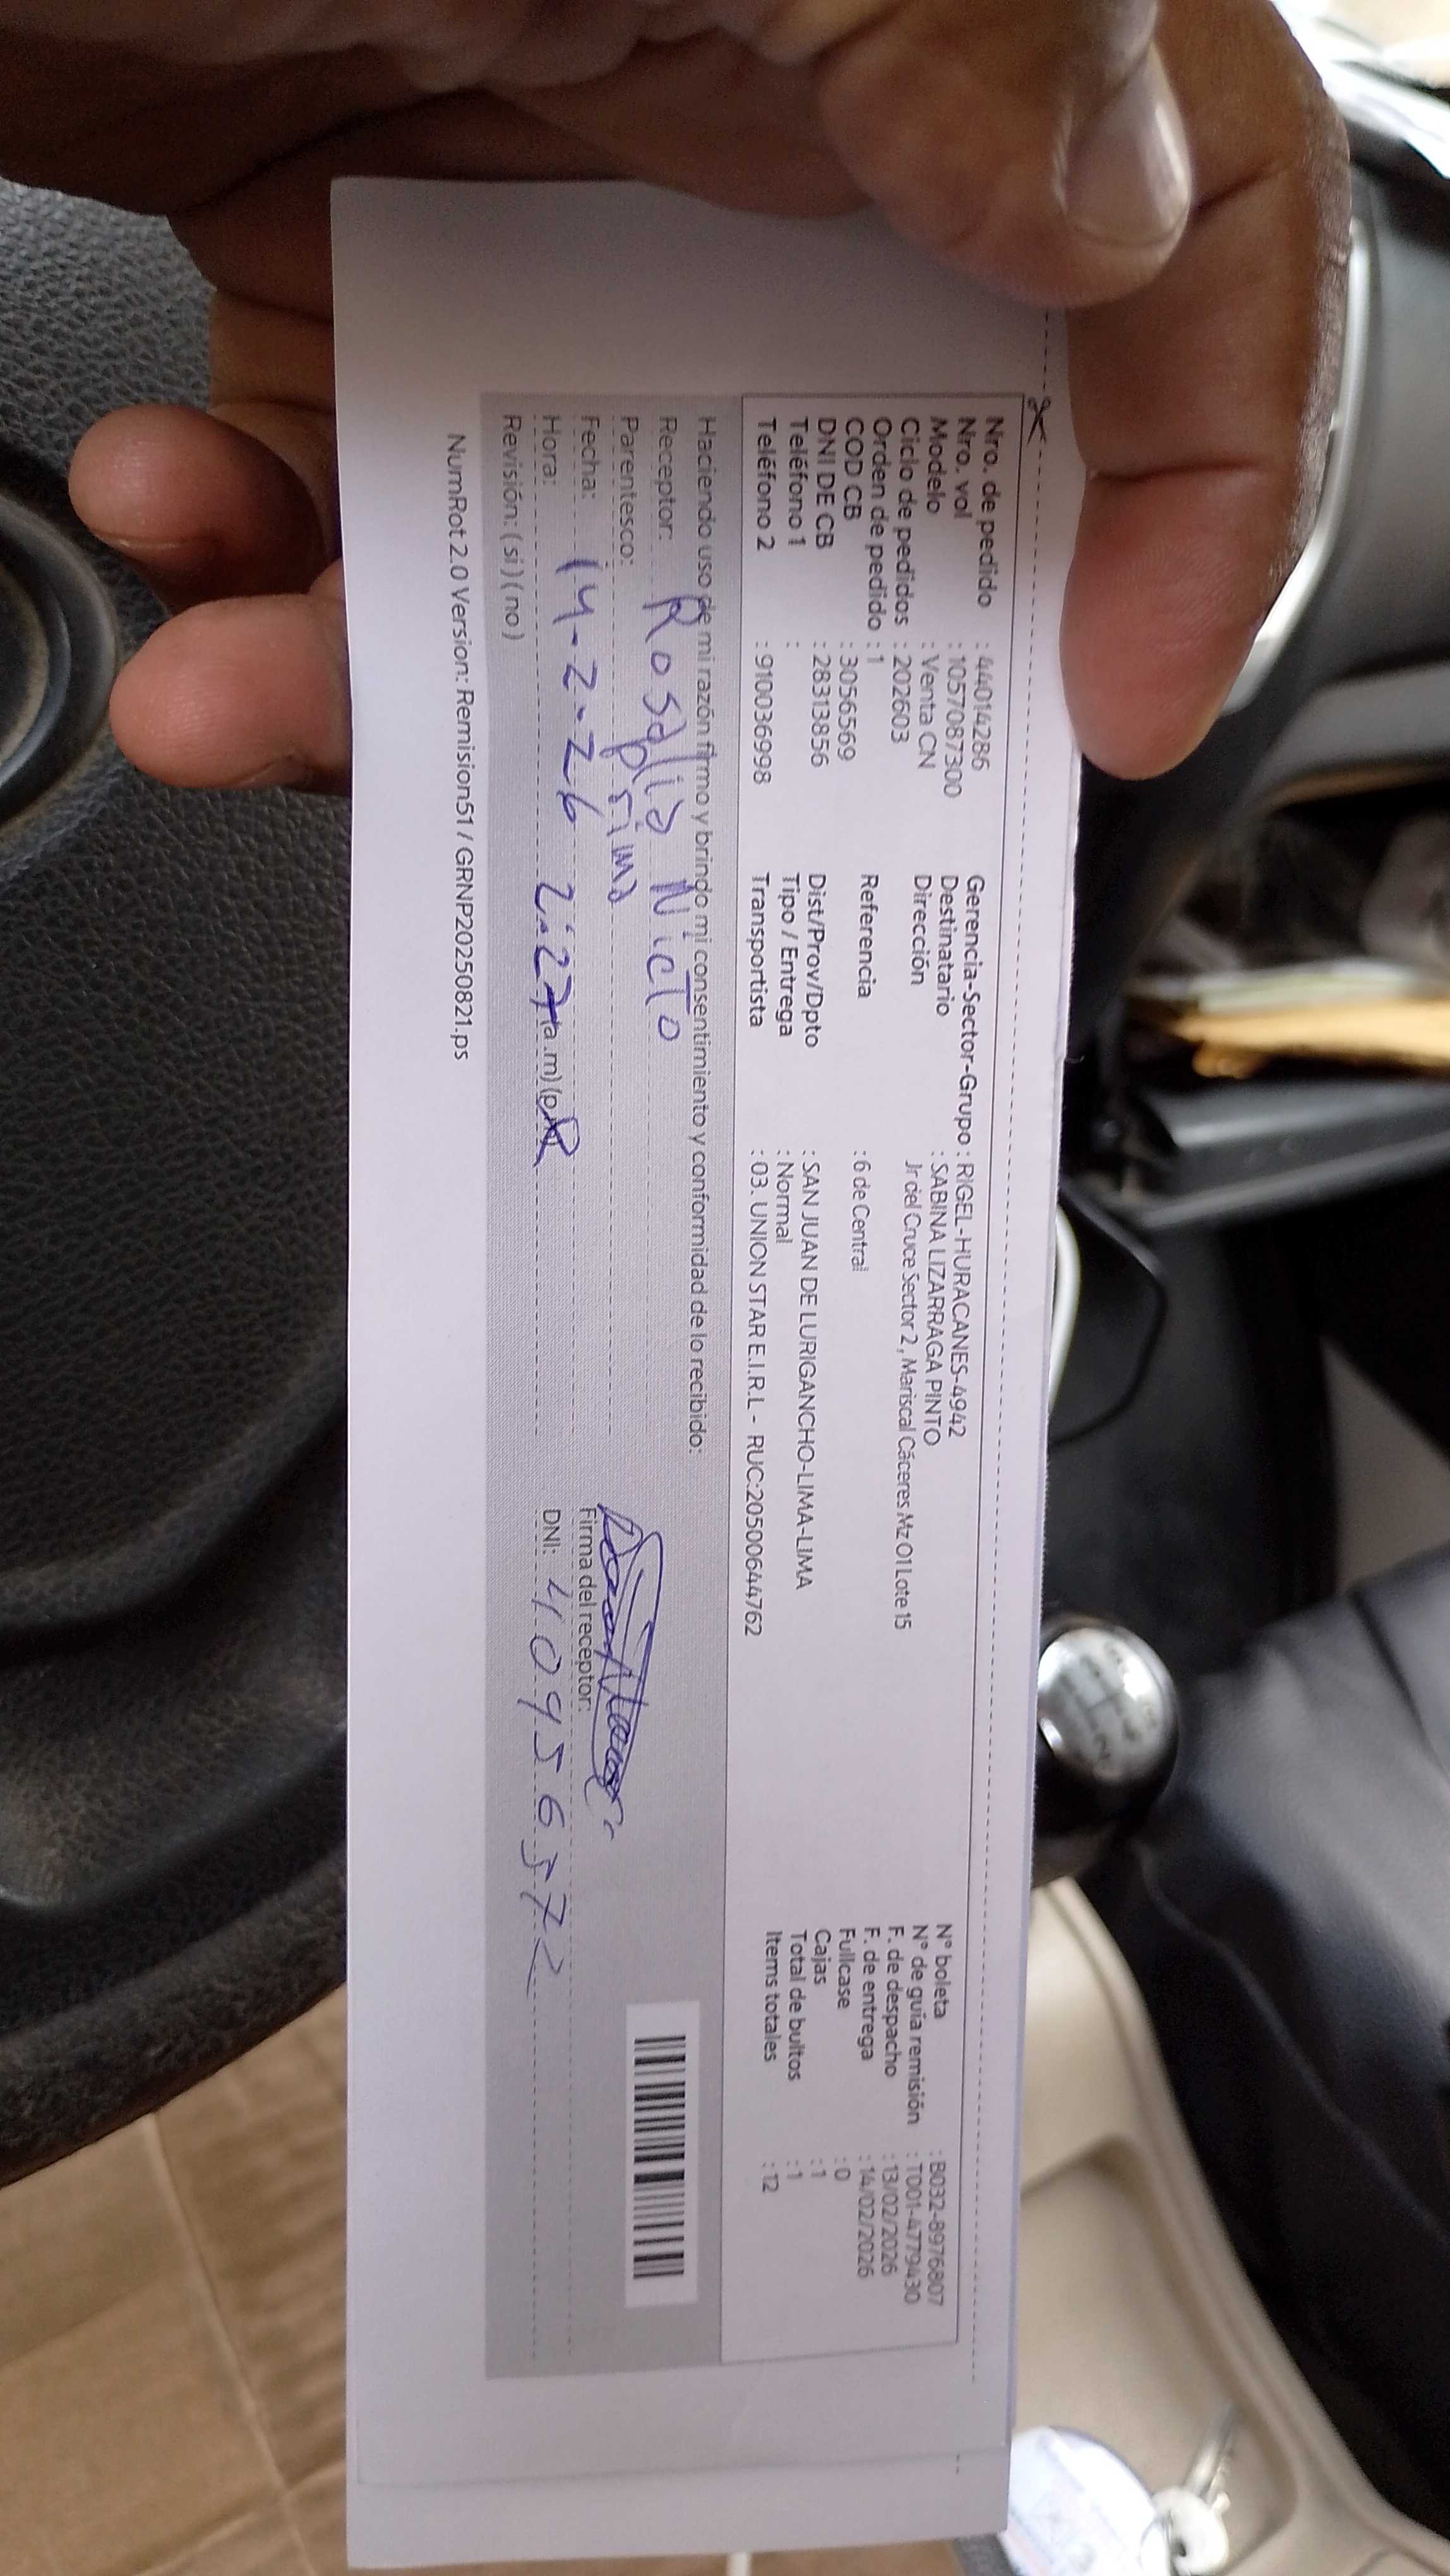 Nro. de pedido : 44014286
Nro. vol : 1057087300
Modelo : Venta CN
Ciclo de pedidos : 202603
Orden de pedido : 1
COD CB : 3056569
DNI DE CB : 28313856
Teléfono 1 :
Teléfono 2 : 910036998
Gerencia-Sector-Grupo : RIGEL-HURACANES-4942
Destinatario : SABINA LIZARRAGA PINTO
Dirección Jr del Cruce Sector 2 , Mariscal Cáceres Mz O1 Lote 15
Referencia : 6 de Central
Dist/Prov/Dpto : SAN JUAN DE LURIGANCHO-LIMA-LIMA
Tipo / Entrega : Normal
Transportista : 03. UNION STAR E.I.R.L - RUC:20500644762
N° boleta : B032-8976807
N° de guía remisión : T001-4779430
F. de despacho : 13/02/2026
F. de entrega : 14/02/2026
Fullcase : 0
Cajas : 1
Total de bultos : 1
Items totales : 12
Haciendo uso de mi razón firmo y brindo mi consentimiento y conformidad de lo recibido:
Receptor: Rosalia Nicto
Parentesco: prima
Fecha: 14-2-26
Hora: 2:27 (a.m) (p
Revisión: ( si ) ( no )
Firma del receptor:
DNI: 40956572
NumRot 2.0 Version: Remision51 / GRNP20250821.ps